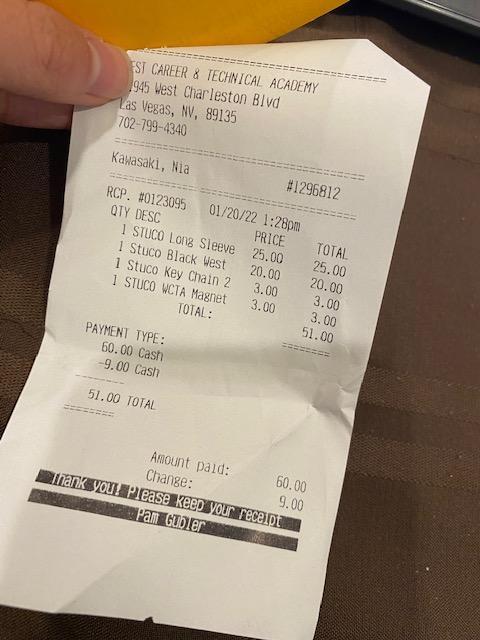 EST CAREER & TECHNICAL ACADEMY
945 West Charleston Blvd
Las Vegas, NV, 89135
702-799-4340
Kawasaki, Nia #1296812
RCP. #0123095 01/20/22 1:28pm
QTY DESC PRICE TOTAL
1 STUCO Long Sleeve 25.00 25.00
1 STUCO Black West 20.00 20.00
1 Stuco Key Chain 2 3.00 3.00
1 STUCO WCTA Magnet 3.00 3.00
TOTAL: 51.00
PAYMENT TYPE:
60.00 Cash
-9.00 Cash
51.00 TOTAL
Amount paid: 60.00
Change: 9.00
Thank you! Please keep your receipt
Pam Gubler